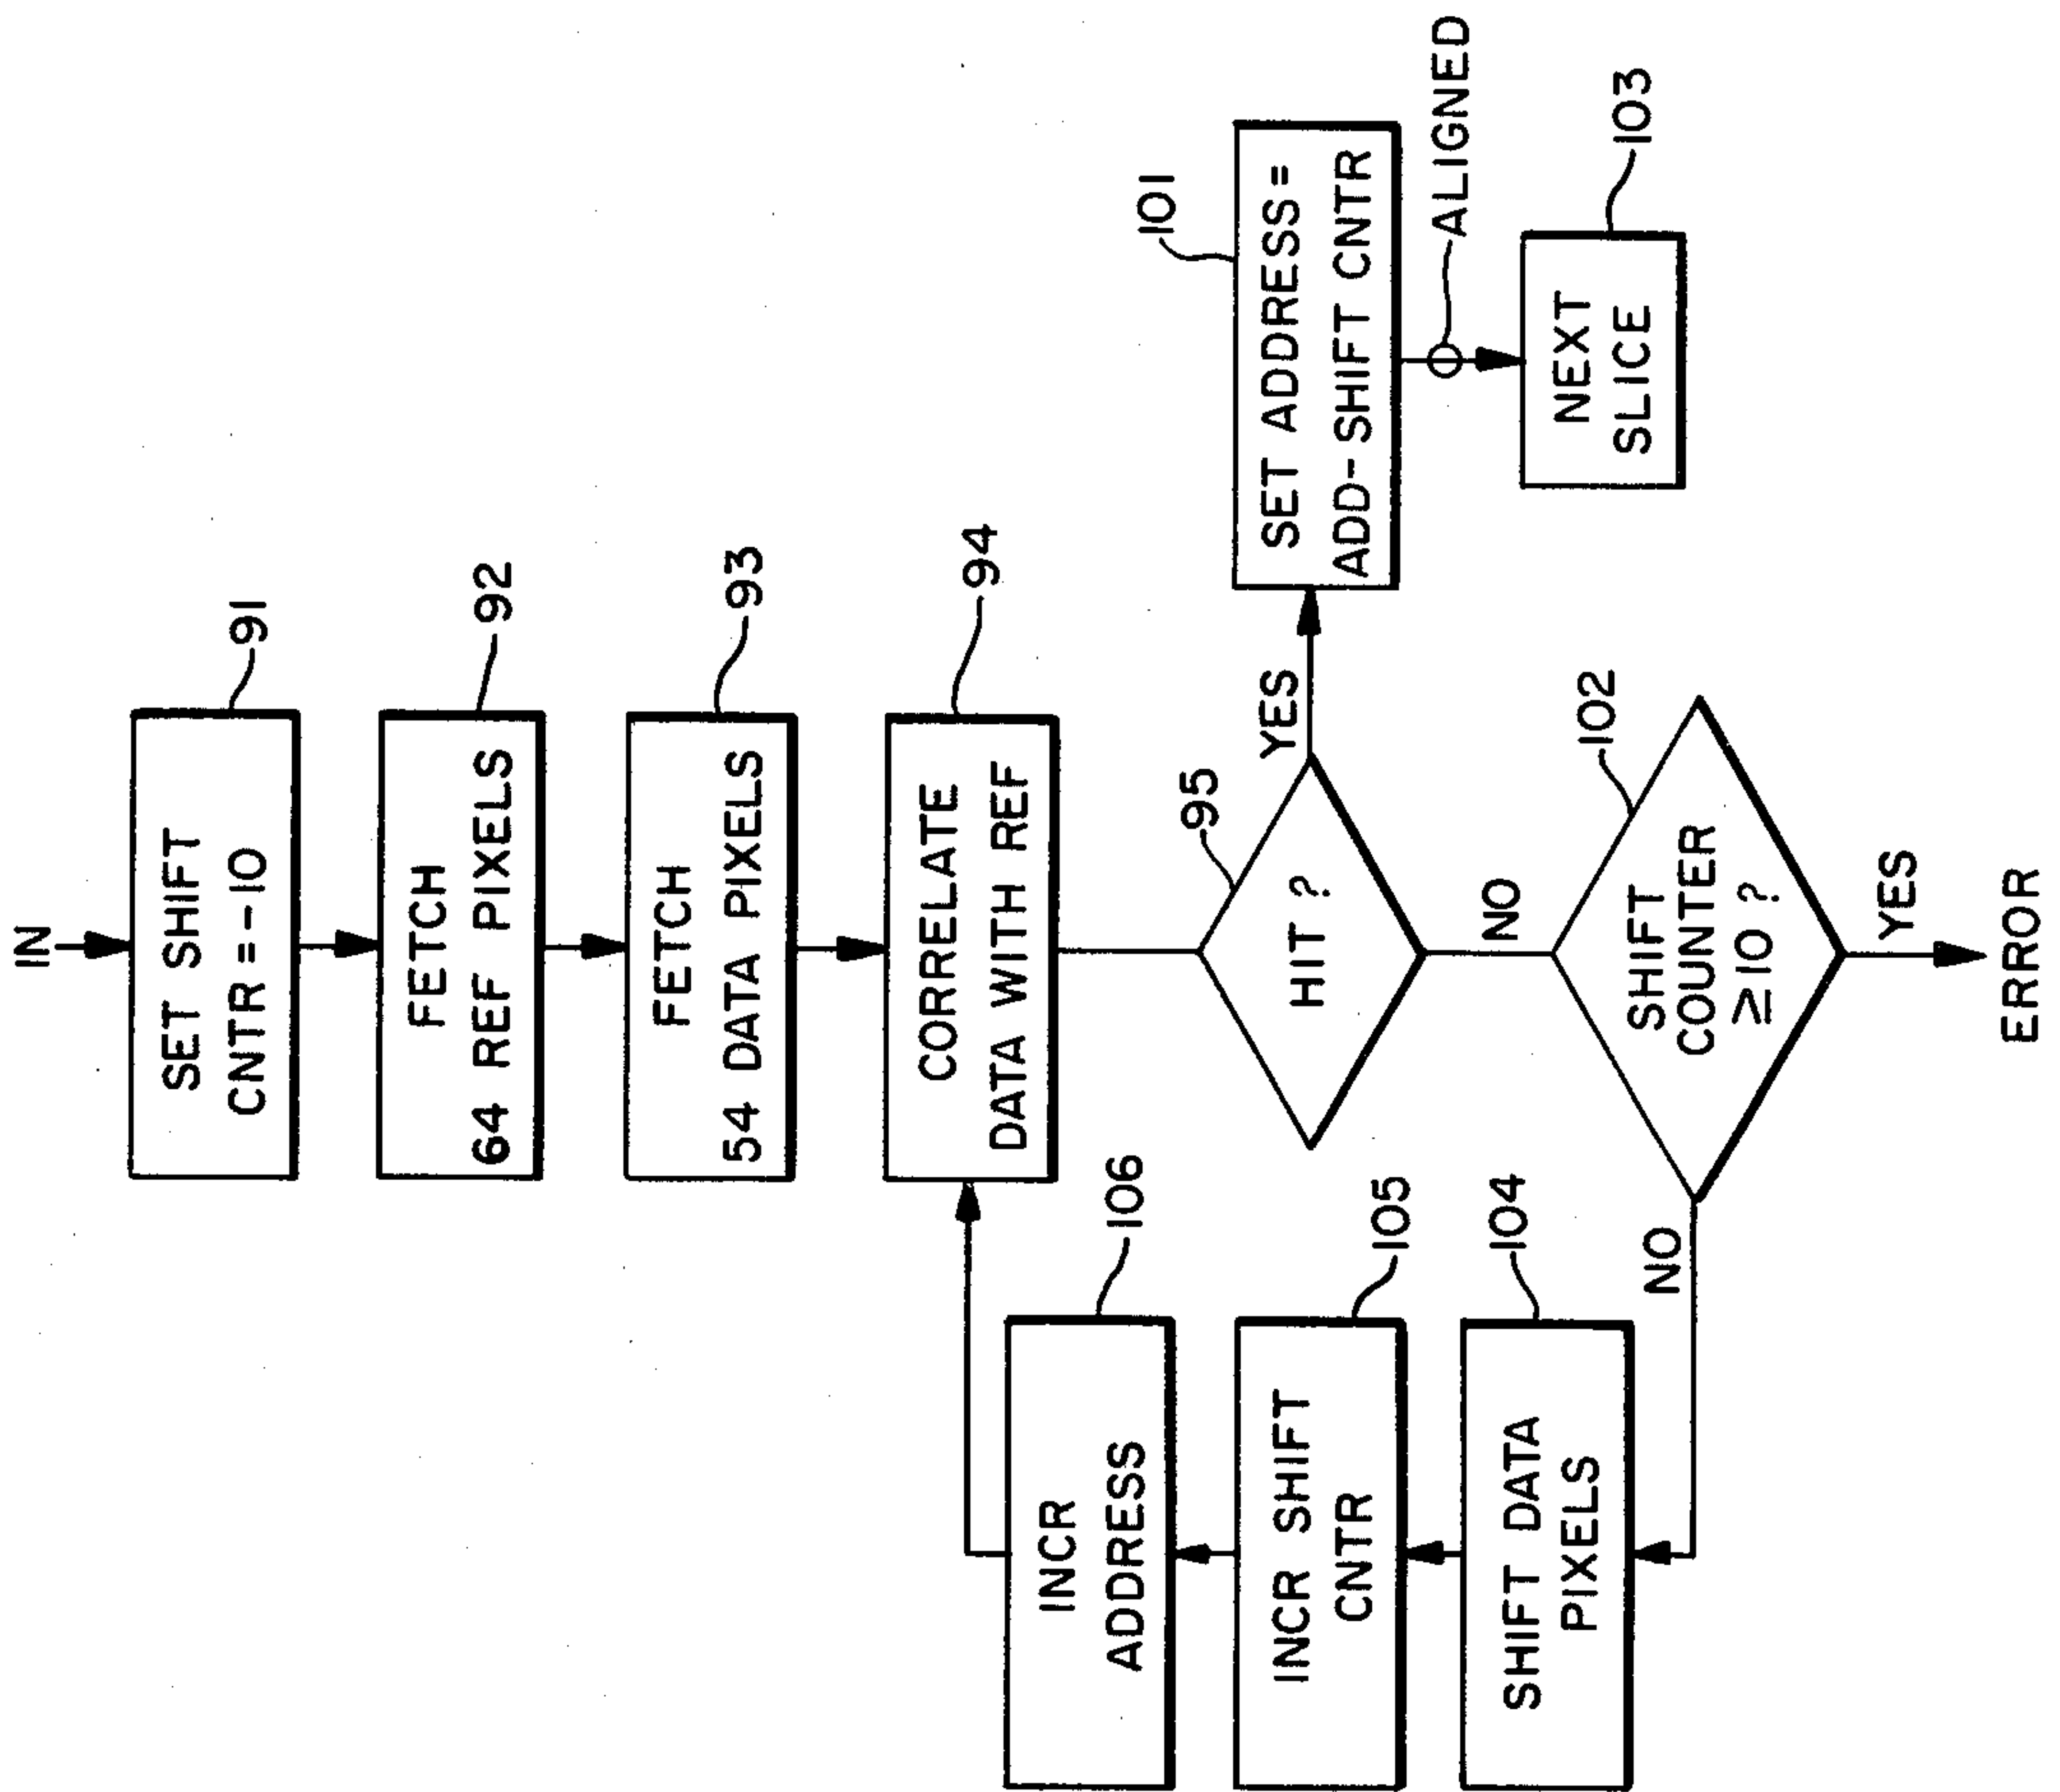 IN
SET SHIFT
CNTR = -10
91
FETCH
64 REF PIXELS
92
FETCH
54 DATA PIXELS
93
CORRELATE
DATA WITH REF
94
HIT ?
95
YES
SET ADDRESS =
ADD-SHIFT CNTR
101
ALIGNED
NEXT
SLICE
103
NO
SHIFT
COUNTER
≥10 ?
102
YES
ERROR
NO
SHIFT DATA
PIXELS
104
INCR SHIFT
CNTR
105
INCR
ADDRESS
106